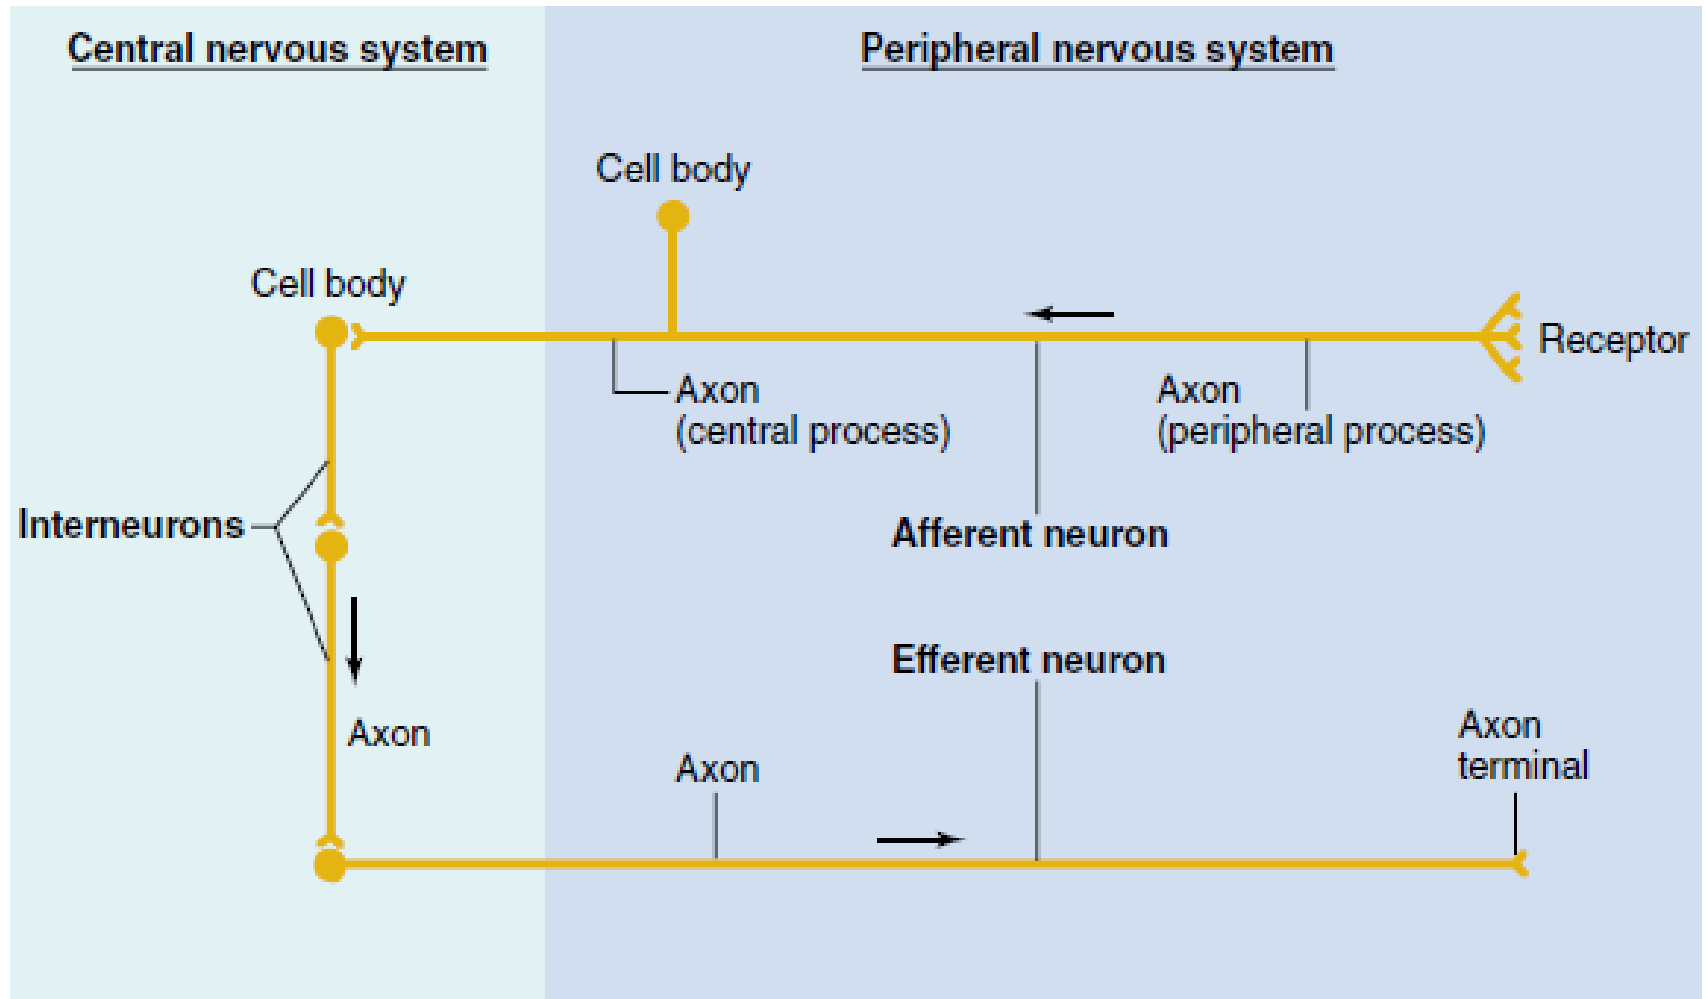 Central nervous system
Peripheral nervous system
Cell body
Cell body
Receptor
Axon
(central process)
Axon
(peripheral process)
Interneurons
Afferent neuron
Efferent neuron
Axon
Axon
Axon
terminal